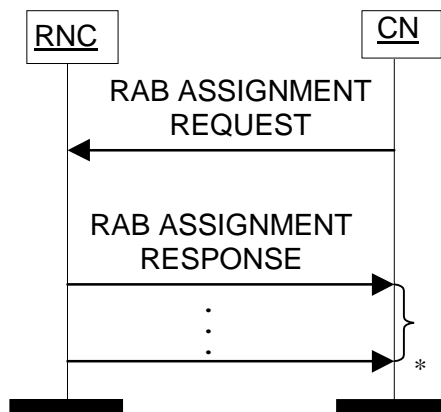 RNC
CN
RAB ASSIGNMENT
REQUEST
RAB ASSIGNMENT
RESPONSE
*